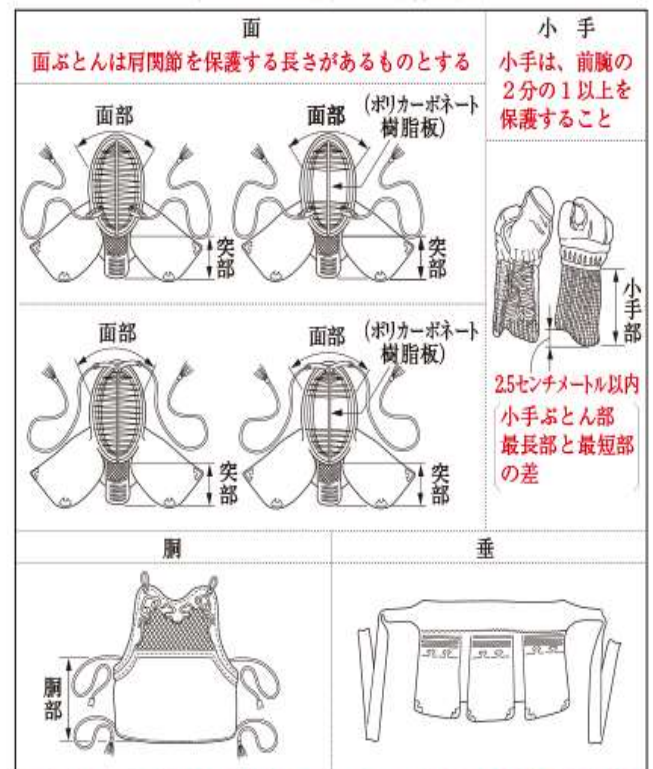 面
面ぶとんは肩関節を保護する長さがあるものとする
面部
突部
面部
(ポリカーボネート
樹脂板)
突部
面部
突部
面部
(ポリカーボネート
樹脂板)
突部
小手
小手は、前腕の
2分の1以上を
保護すること
小手部
2.5センチメートル以内
小手ぶとん部
最長部と最短部
の差
胴
胴部
垂